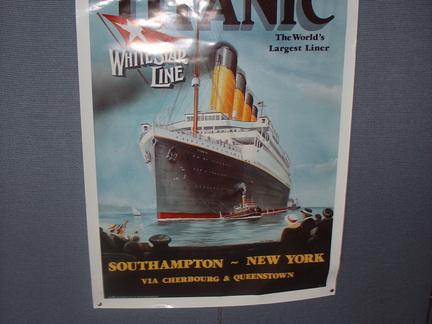 TITANIC
The World's
Largest Liner
WHITE STAR
LINE
SOUTHAMPTON ~ NEW YORK
VIA CHERBOURG & QUEENSTOWN